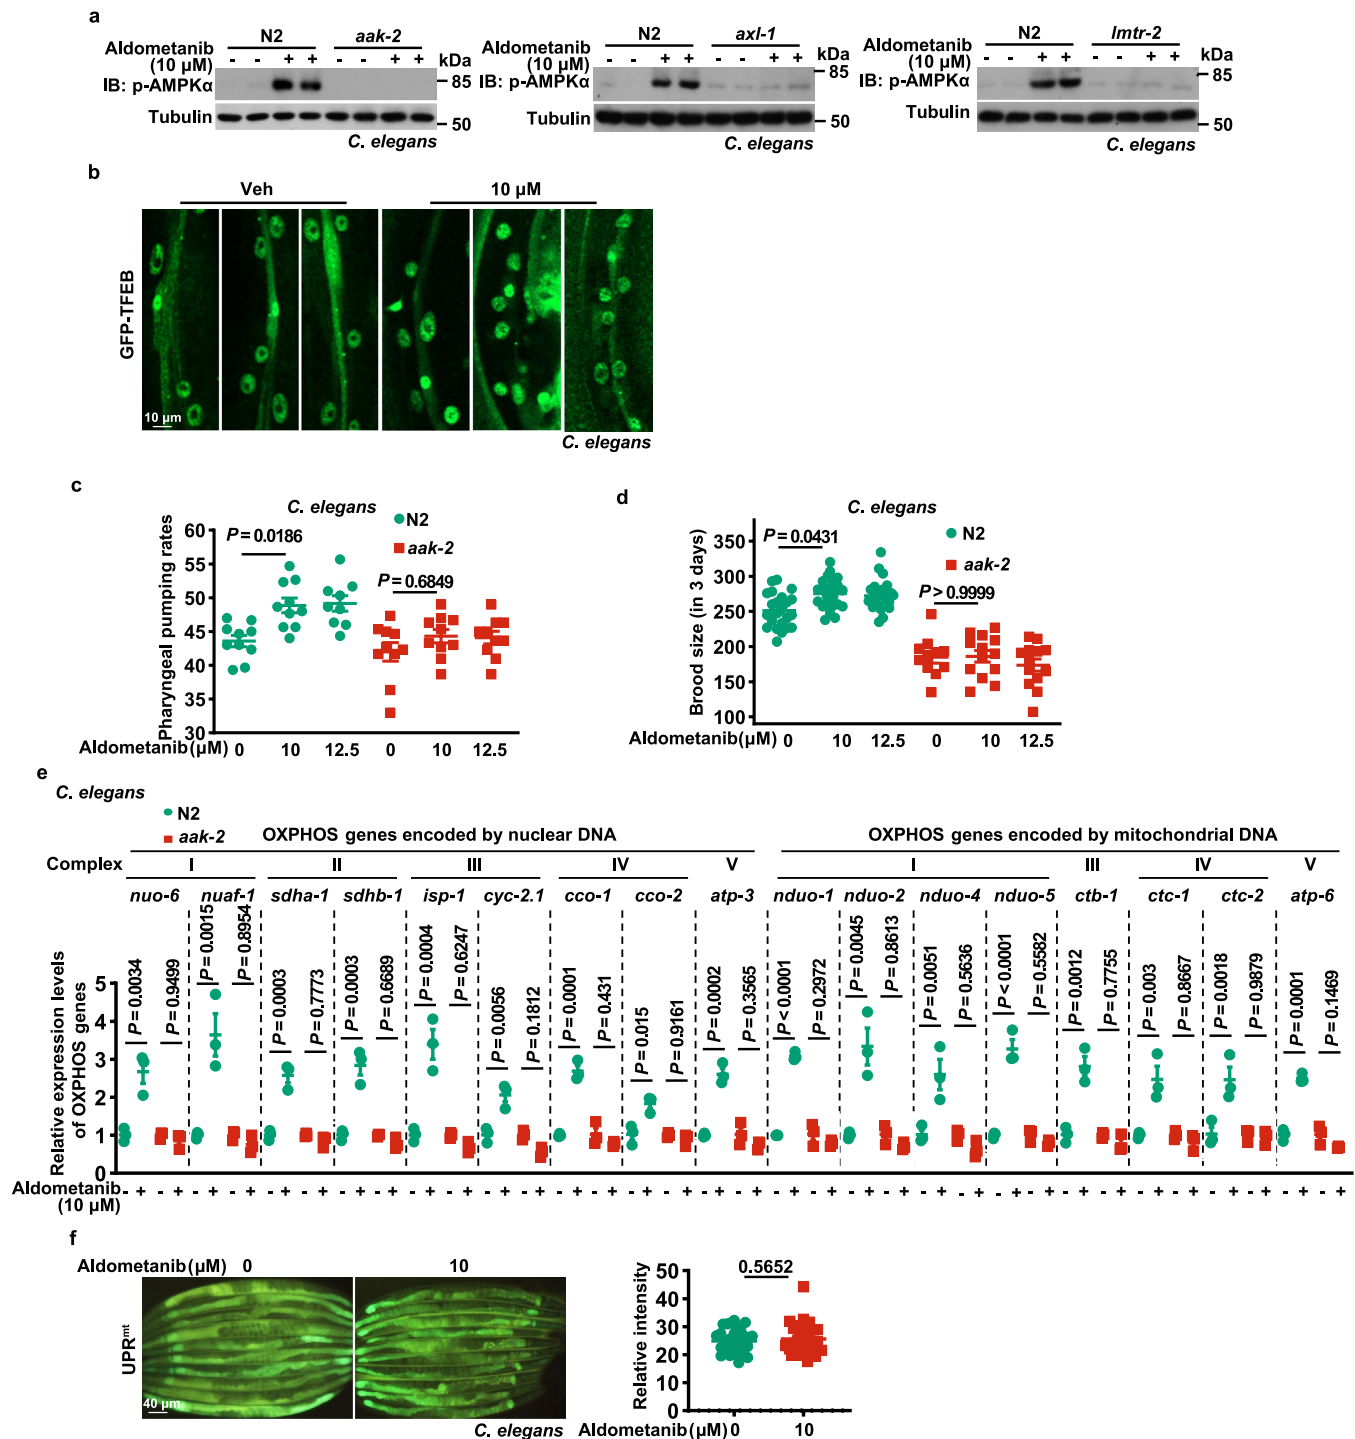 a
N2 aak-2
Aldometanib (10 μM) - - + + - - + + kDa
IB: p-AMPKα 85
Tubulin 50
C. elegans
N2 axl-1
Aldometanib (10 μM) - - + + - - + + kDa
IB: p-AMPKα 85
Tubulin 50
C. elegans
N2 lmtr-2
Aldometanib (10 μM) - - + + - - + + kDa
IB: p-AMPKα 85
Tubulin 50
C. elegans
b
Veh 10 μM
GFP-TFEB
10 μm
C. elegans
c
C. elegans
N2
aak-2
P = 0.0186
P = 0.6849
Pharyngeal pumping rates
60
55
50
45
40
35
30
Aldometanib (μM) 0 10 12.5 0 10 12.5
d
C. elegans
N2
aak-2
P = 0.0431
P > 0.9999
Brood size (in 3 days)
350
300
250
200
150
100
Aldometanib (μM) 0 10 12.5 0 10 12.5
e
C. elegans
N2
aak-2
OXPHOS genes encoded by nuclear DNA OXPHOS genes encoded by mitochondrial DNA
Complex I II III IV V I III IV V
nuo-6 nuaf-1 sdha-1 sdhb-1 isp-1 cyc-2.1 cco-1 cco-2 atp-3 nduo-1 nduo-2 nduo-4 nduo-5 ctb-1 ctc-1 ctc-2 atp-6
P = 0.0034
P = 0.9499
P = 0.0015
P = 0.8954
P = 0.0003
P = 0.7773
P = 0.0003
P = 0.6689
P = 0.0004
P = 0.6247
P = 0.0056
P = 0.1812
P = 0.0001
P = 0.431
P = 0.015
P = 0.9161
P = 0.0002
P = 0.3565
P < 0.0001
P = 0.2972
P = 0.0045
P = 0.8613
P = 0.0051
P = 0.5636
P < 0.0001
P = 0.5582
P = 0.0012
P = 0.7755
P = 0.003
P = 0.8667
P = 0.0018
P = 0.9879
P = 0.0001
P = 0.1469
Relative expression levels
of OXPHOS genes
5
4
3
2
1
0
Aldometanib - + - + - + - + - + - + - + - + - + - + - + - + - + - + - + - + - + - + - + - + - + - + - + - + - + - + - + - + - + - + - + - + - + - +
(10 μM)
f
Aldometanib (μM) 0 10
UPRmt
40 μm
C. elegans
0.5652
Relative intensity
50
40
30
20
10
0
Aldometanib (μM) 0 10